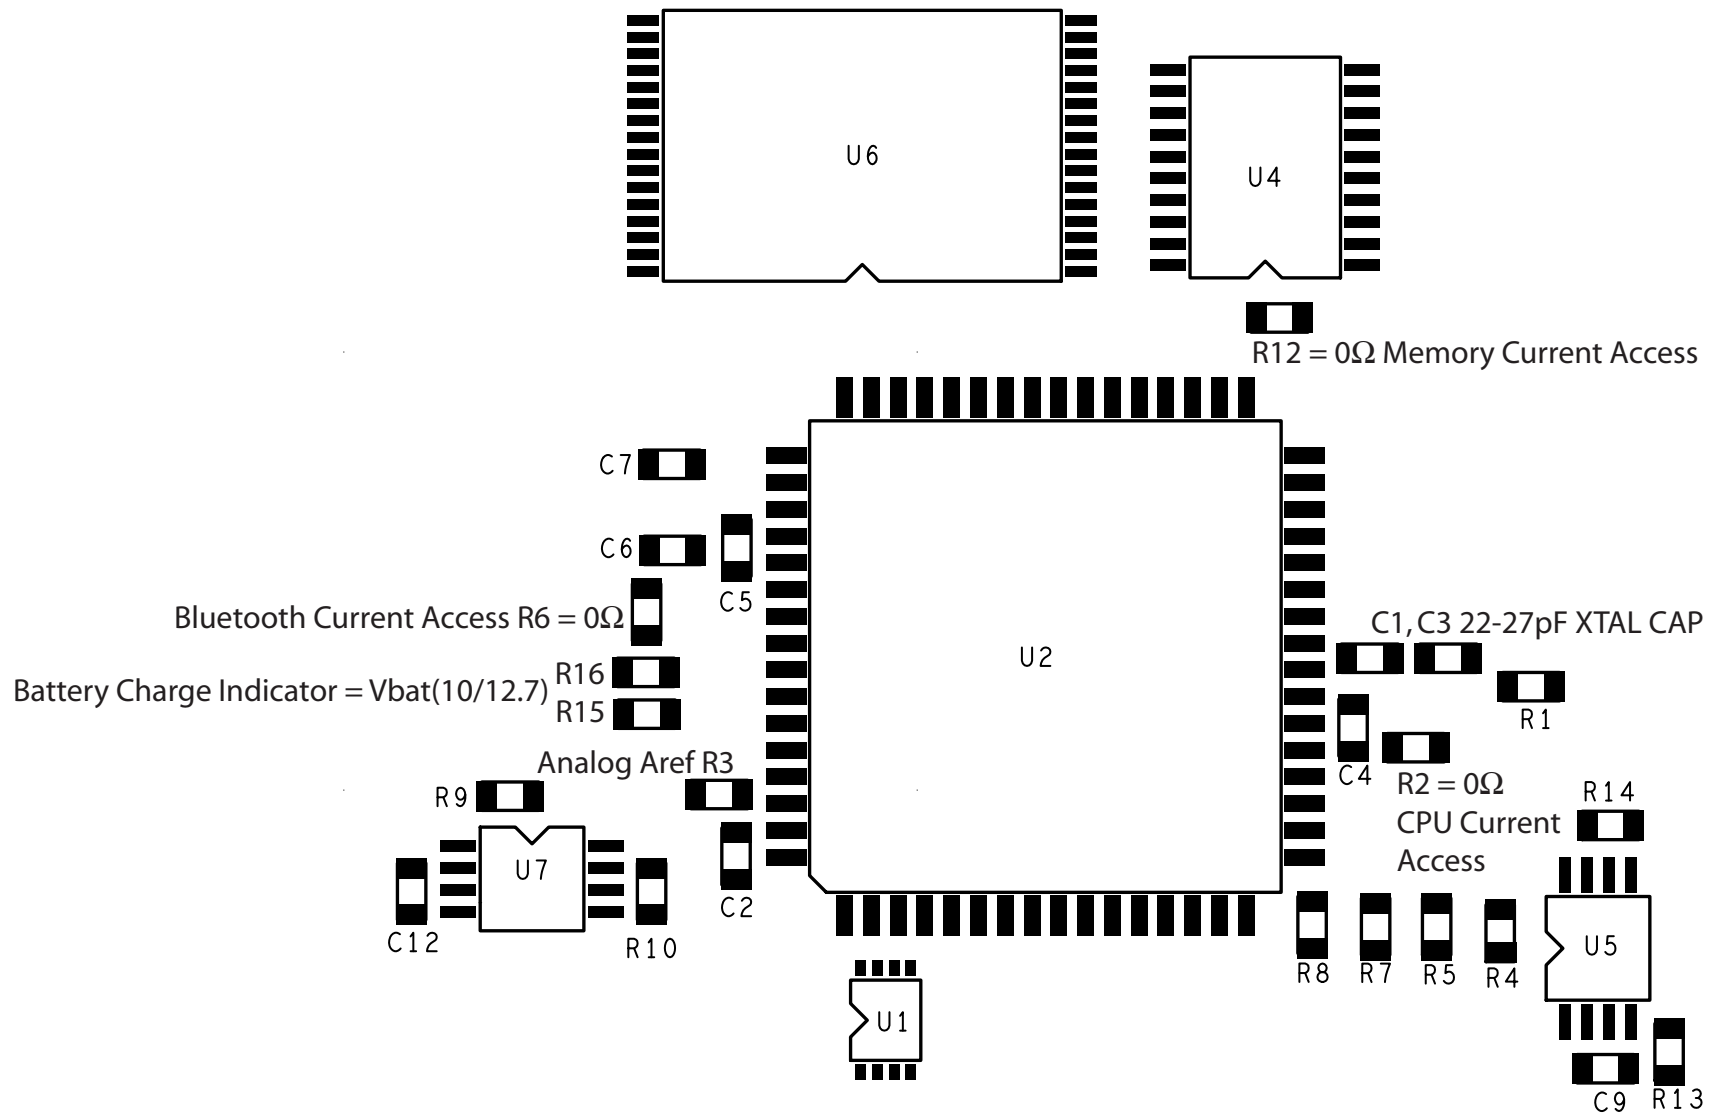 U6
U4
R12 = 0Ω Memory Current Access
C7
C6
C5
Bluetooth Current Access R6 = 0Ω
C1, C3 22-27pF XTAL CAP
U2
R16
Battery Charge Indicator = Vbat(10/12.7)
R15
R1
Analog Aref R3
C4
R2 = 0Ω
CPU Current
Access
R14
R9
U7
C2
C12
R10
U5
R8
R7
R5
R4
U1
C9
R13